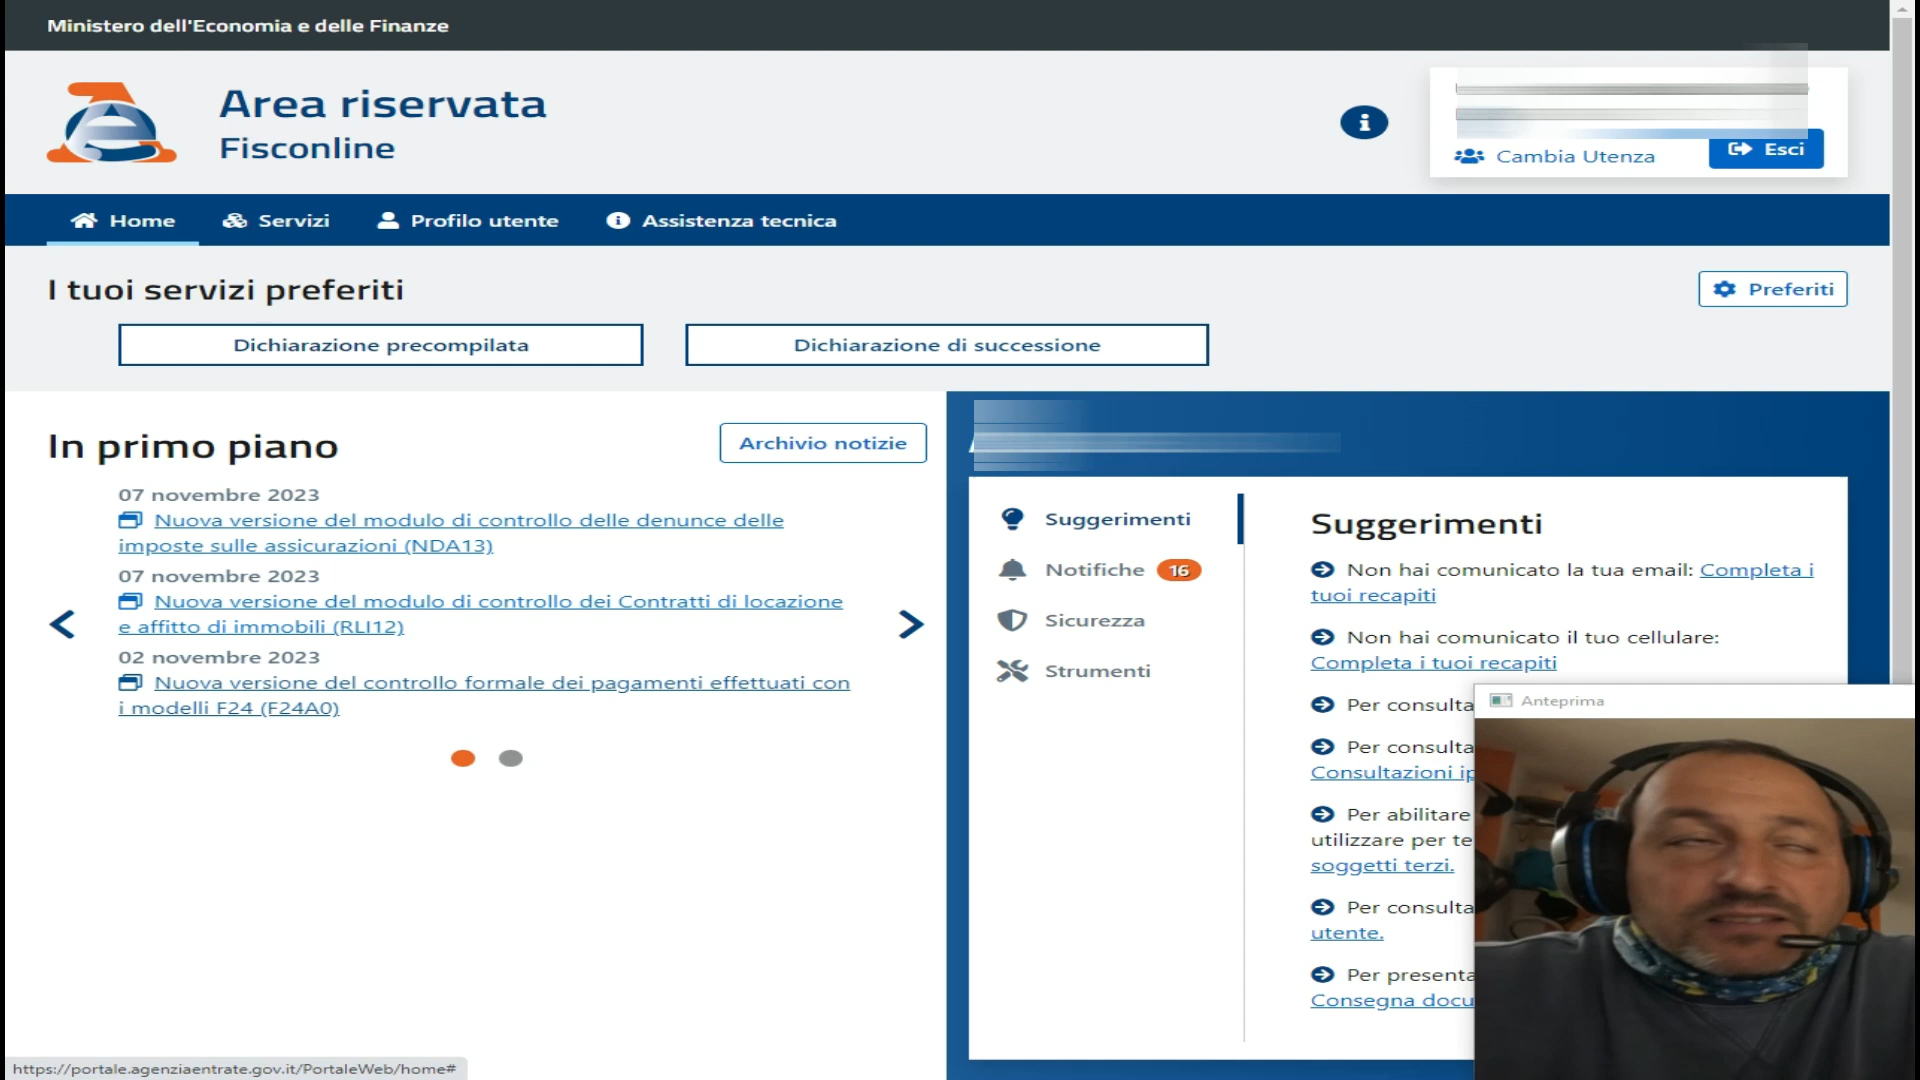 Ministero dell'Economia e delle Finanze
Area riservata
Fisconline
Cambia Utenza
Esci
Home
Servizi
Profilo utente
Assistenza tecnica
I tuoi servizi preferiti
Preferiti
Dichiarazione precompilata
Dichiarazione di successione
In primo piano
Archivio notizie
07 novembre 2023
Nuova versione del modulo di controllo delle denunce delle
imposte sulle assicurazioni (NDA13)
07 novembre 2023
Nuova versione del modulo di controllo dei Contratti di locazione
e affitto di immobili (RLI12)
02 novembre 2023
Nuova versione del controllo formale dei pagamenti effettuati con
i modelli F24 (F24A0)
Suggerimenti
Notifiche 16
Sicurezza
Strumenti
Suggerimenti
Non hai comunicato la tua email: Completa i
tuoi recapiti
Non hai comunicato il tuo cellulare:
Completa i tuoi recapiti
Per consulta
Per consulta
Consultazioni ip
Per abilitare
utilizzare per te
soggetti terzi.
Per consulta
utente.
Per presenta
Consegna docu
Anteprima
https://portale.agenziaentrate.gov.it/PortaleWeb/home#